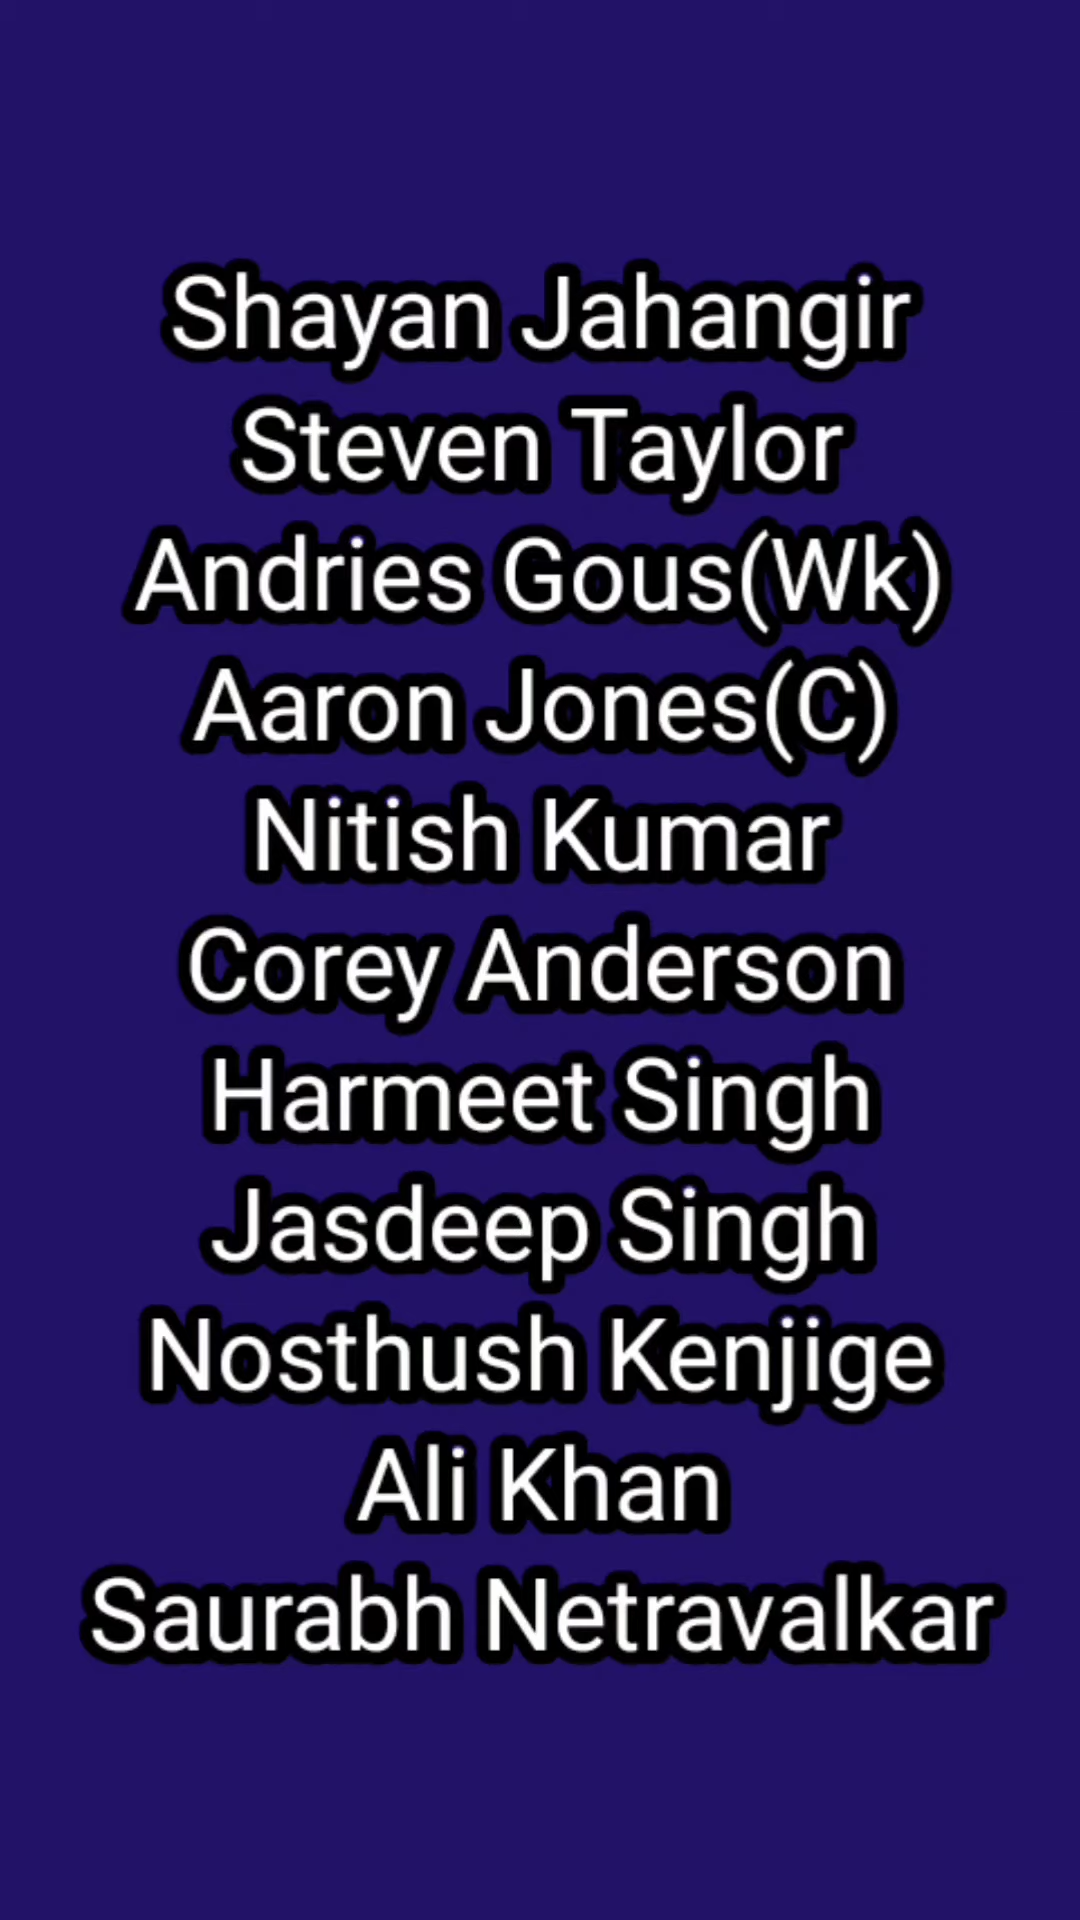 Shayan Jahangir
Steven Taylor
Andries Gous(Wk)
Aaron Jones(C)
Nitish Kumar
Corey Anderson
Harmeet Singh
Jasdeep Singh
Nosthush Kenjige
Ali Khan
Saurabh Netravalkar